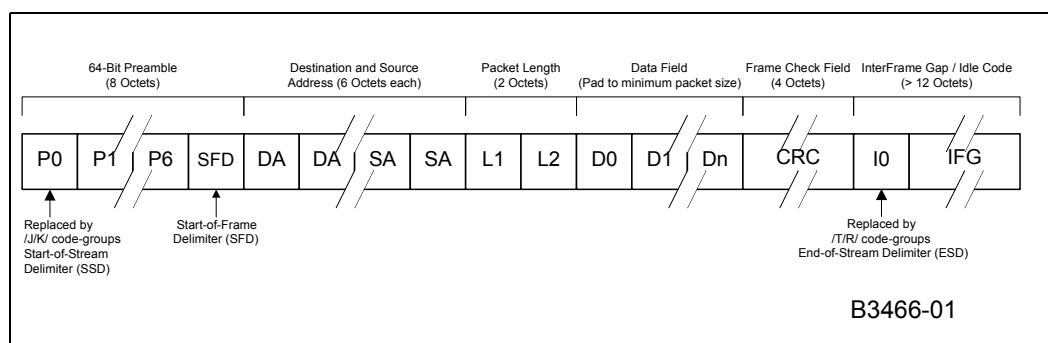 64-Bit Preamble
(8 Octets)
Destination and Source
Address (6 Octets each)
Packet Length
(2 Octets)
Data Field
(Pad to minimum packet size)
Frame Check Field
(4 Octets)
InterFrame Gap / Idle Code
(> 12 Octets)
P0 P1 P6 SFD DA DA SA SA L1 L2 D0 D1 Dn CRC I0 IFG
Replaced by
/J/K/ code-groups
Start-of-Stream
Delimiter (SSD)
Start-of-Frame
Delimiter (SFD)
Replaced by
/T/R/ code-groups
End-of-Stream Delimiter (ESD)
B3466-01